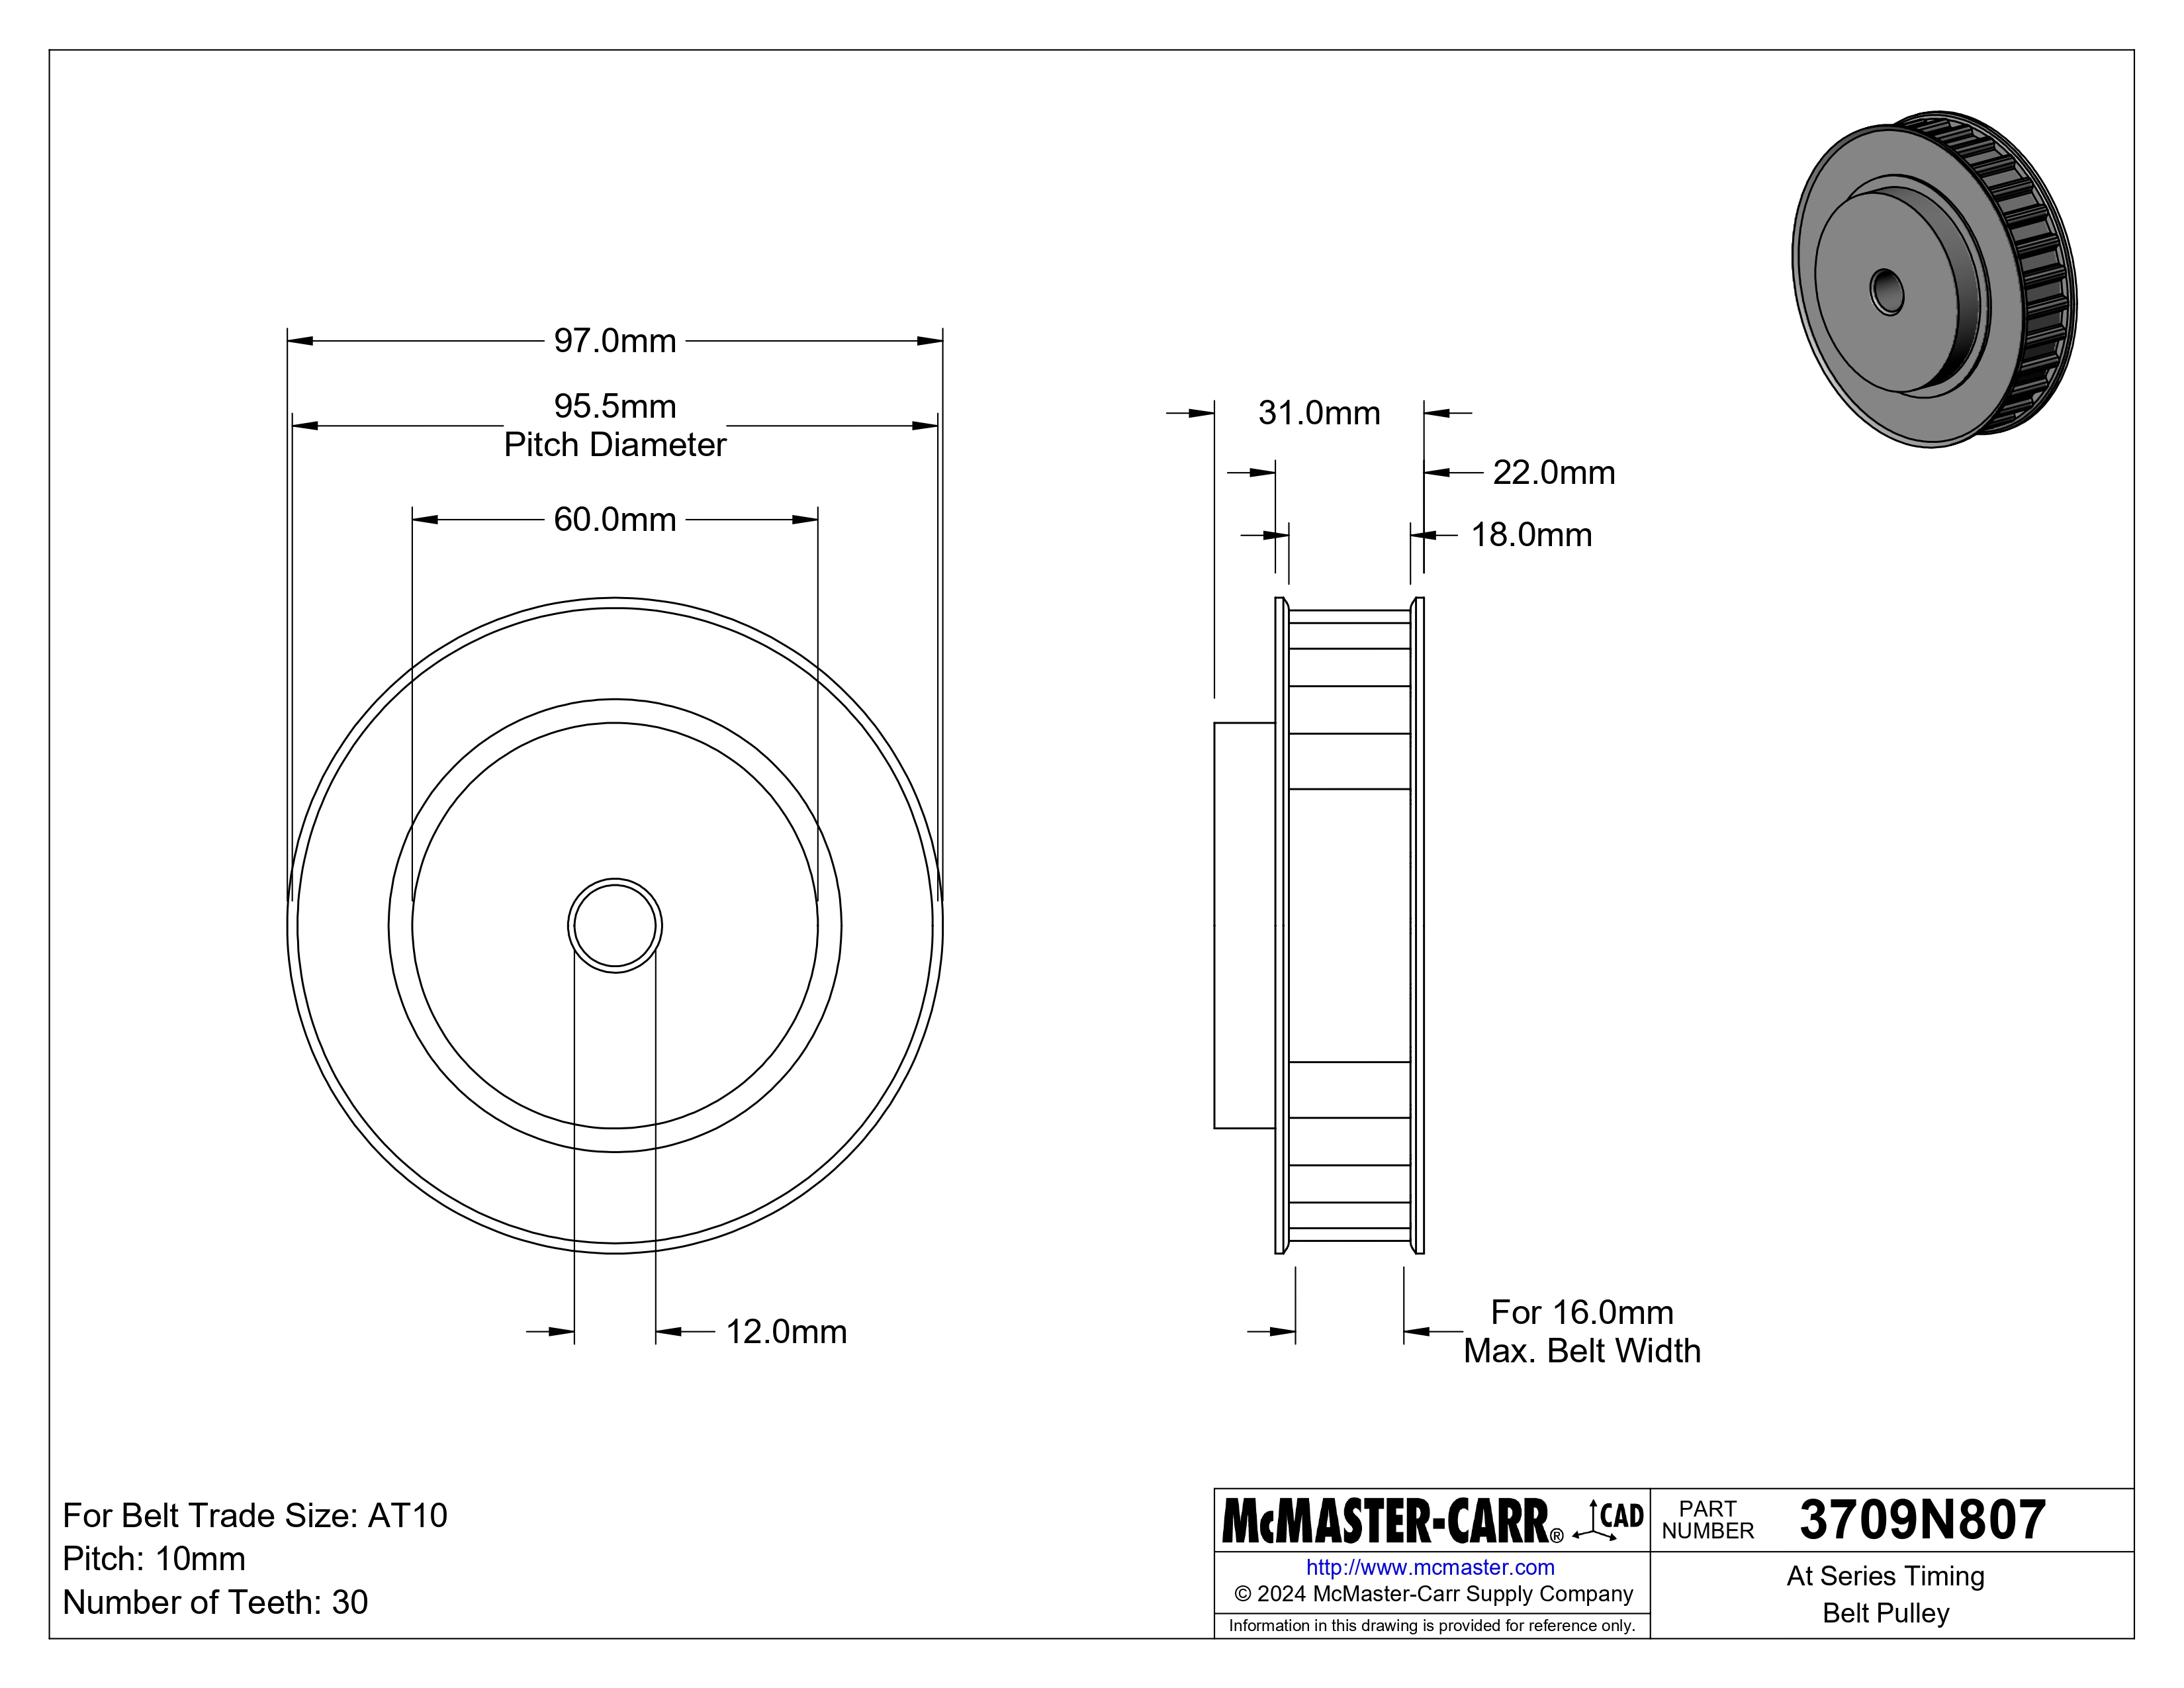 97.0mm
95.5mm
Pitch Diameter
60.0mm
12.0mm
31.0mm
22.0mm
18.0mm
For 16.0mm
Max. Belt Width
For Belt Trade Size: AT10
Pitch: 10mm
Number of Teeth: 30
McMASTER-CARR® CAD
http://www.mcmaster.com
© 2024 McMaster-Carr Supply Company
Information in this drawing is provided for reference only.
PART
NUMBER
3709N807
At Series Timing
Belt Pulley